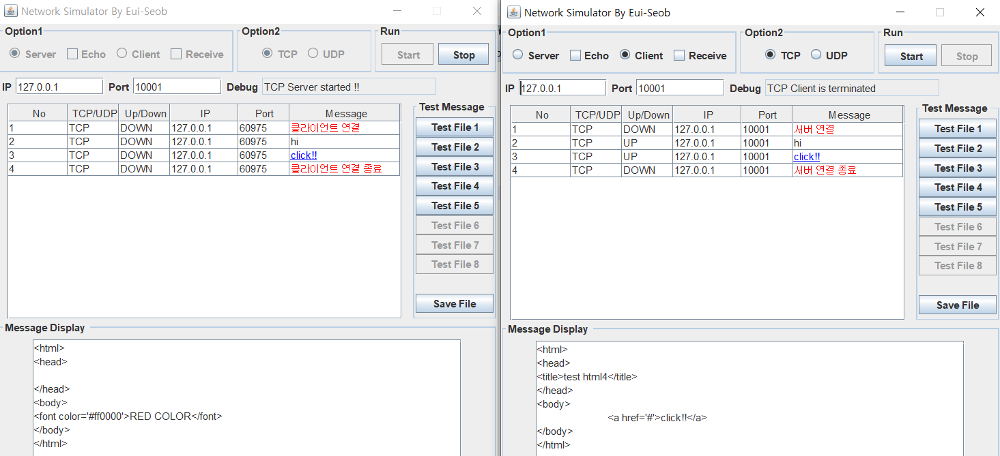 Network Simulator By Eui-Seob
Option1
Option2
Run
Server Echo Client Receive
TCP UDP
Start Stop
IP 127.0.0.1 Port 10001 Debug TCP Server started !!
No TCP/UDP Up/Down IP Port Message
1 TCP DOWN 127.0.0.1 60975 클라이언트 연결
2 TCP DOWN 127.0.0.1 60975 hi
3 TCP DOWN 127.0.0.1 60975 click!!
4 TCP DOWN 127.0.0.1 60975 클라이언트 연결 종료
Test Message
Test File 1
Test File 2
Test File 3
Test File 4
Test File 5
Test File 6
Test File 7
Test File 8
Save File
Message Display
<html>
<head>
</head>
<body>
<font color='#ff0000'>RED COLOR</font>
</body>
</html>
Network Simulator By Eui-Seob
Option1
Option2
Run
Server Echo Client Receive
TCP UDP
Start Stop
IP 127.0.0.1 Port 10001 Debug TCP Client is terminated
No TCP/UDP Up/Down IP Port Message
1 TCP DOWN 127.0.0.1 10001 서버 연결
2 TCP UP 127.0.0.1 10001 hi
3 TCP UP 127.0.0.1 10001 click!!
4 TCP DOWN 127.0.0.1 10001 서버 연결 종료
Test Message
Test File 1
Test File 2
Test File 3
Test File 4
Test File 5
Test File 6
Test File 7
Test File 8
Save File
Message Display
<html>
<head>
<title>test html4</title>
</head>
<body>
<a href='#'>click!!</a>
</body>
</html>